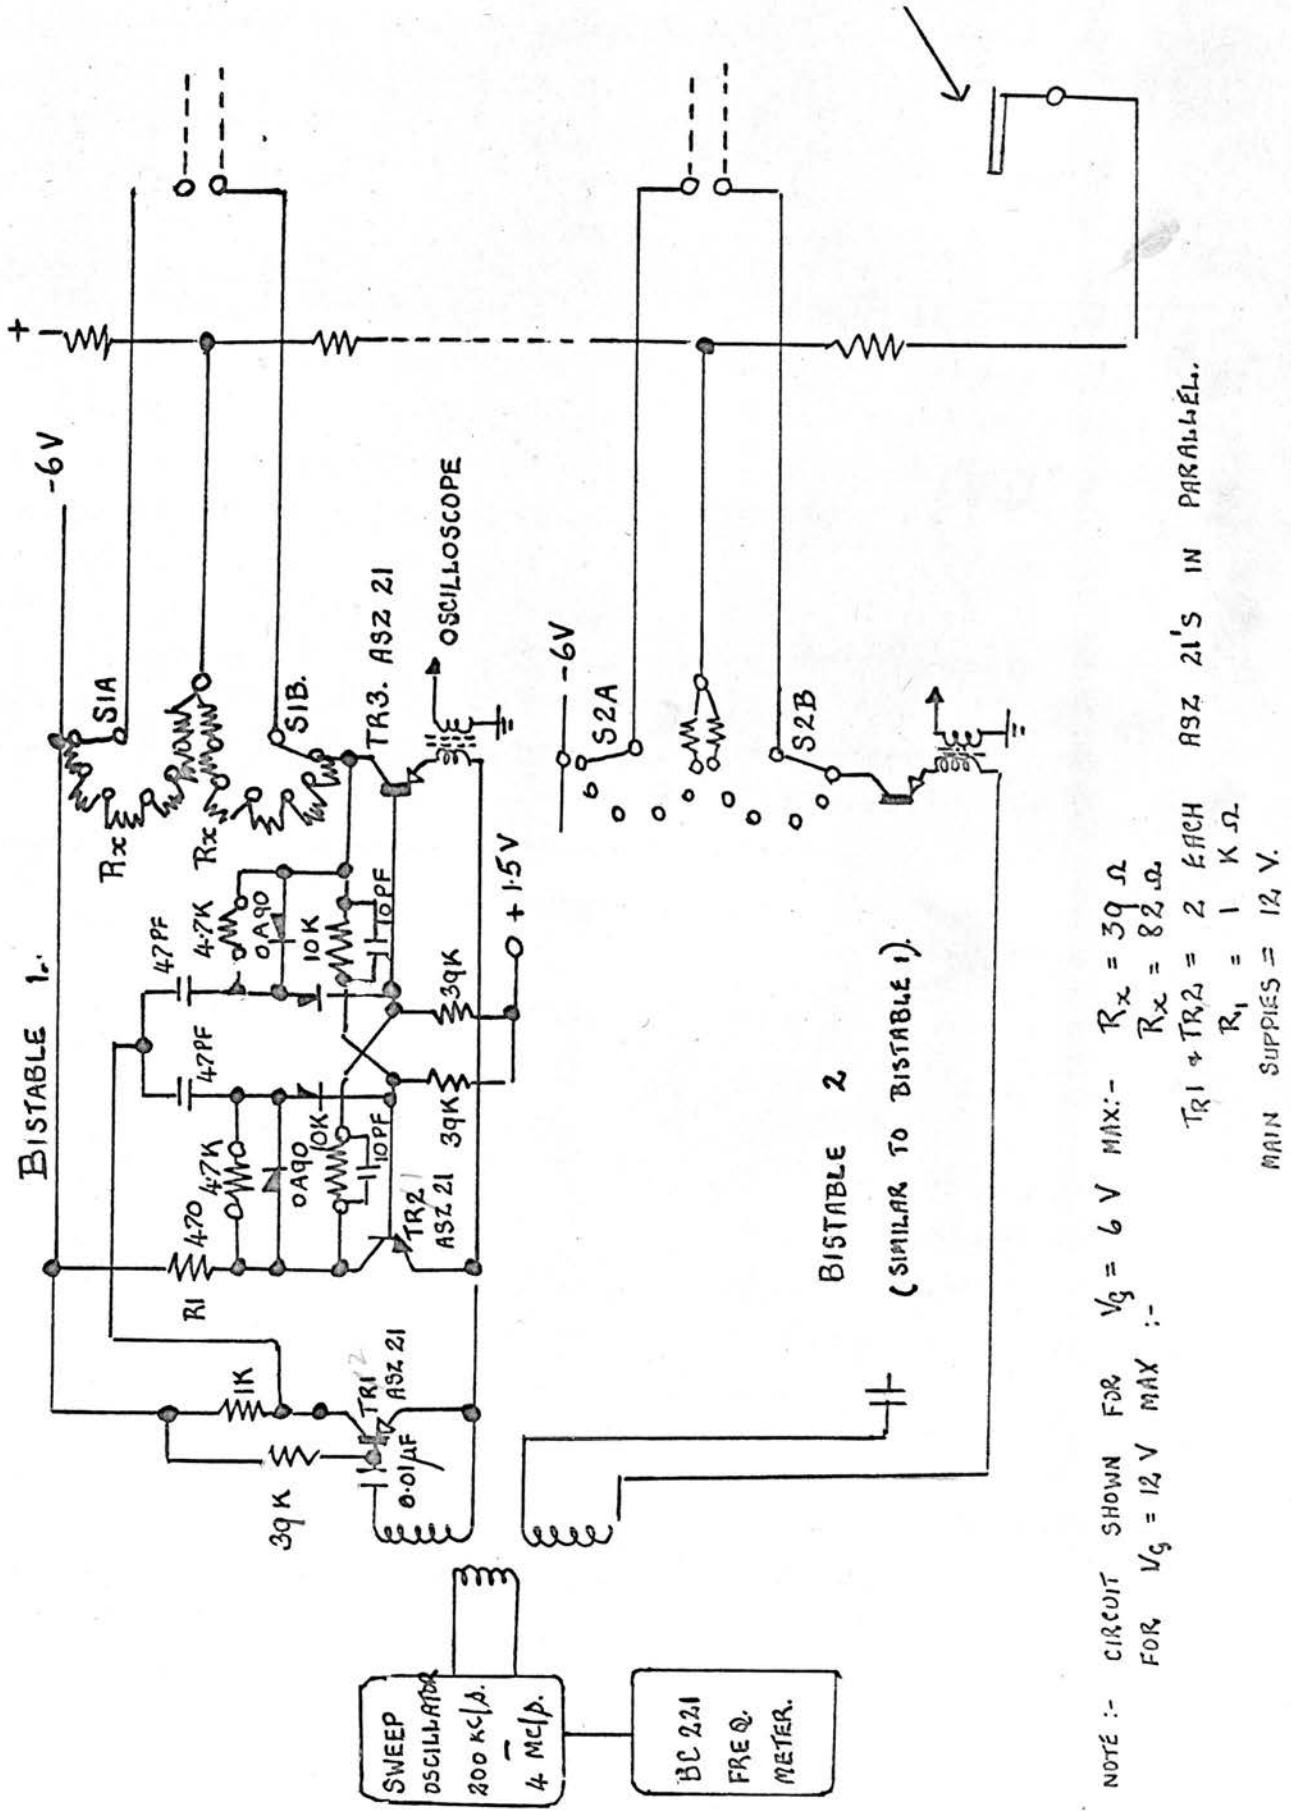 BISTABLE 1.
-6V
+
-
S1A
Rx
Rx
S1B.
47PF
47PF
4.7K
OA90
10K
10PF
TR3. ASZ 21
OSCILLOSCOPE
R1
470
4.7K
OA90
10K
10PF
39K
39K
+1.5V
TR2
ASZ 21
1K
39K
TR1
ASZ 21
0.01µF
SWEEP
OSCILLATOR
200 KC/s.
-
4 MC/s.
BC 221
FREQ.
METER.
BISTABLE 2
(SIMILAR TO BISTABLE 1).
-6V
S2A
S2B
NOTE :- CIRCUIT SHOWN FOR VG = 6 V MAX:- Rx = 39 Ω
FOR VG = 12 V MAX :- Rx = 82 Ω
TR1 & TR2 = 2 EACH ASZ 21'S IN PARALLEL.
R1 = 1 K Ω
MAIN SUPPLIES = 12 V.